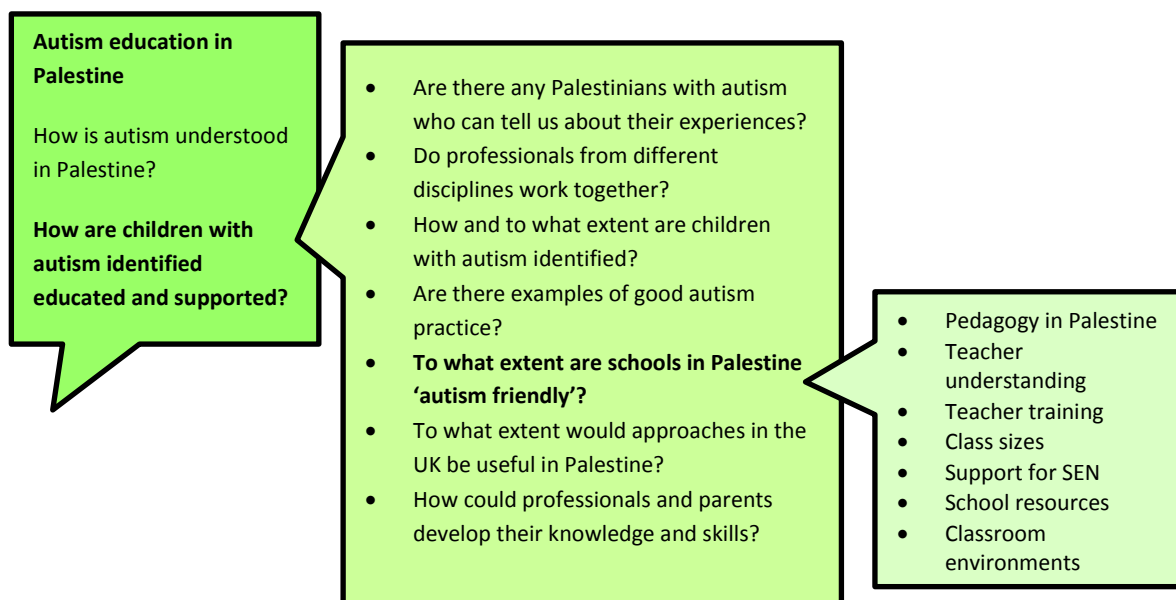 Autism education in
Palestine
How is autism understood
in Palestine?
How are children with
autism identified
educated and supported?
• Are there any Palestinians with autism
who can tell us about their experiences?
• Do professionals from different
disciplines work together?
• How and to what extent are children
with autism identified?
• Are there examples of good autism
practice?
• To what extent are schools in Palestine
‘autism friendly’?
• To what extent would approaches in the
UK be useful in Palestine?
• How could professionals and parents
develop their knowledge and skills?
• Pedagogy in Palestine
• Teacher
understanding
• Teacher training
• Class sizes
• Support for SEN
• School resources
• Classroom
environments